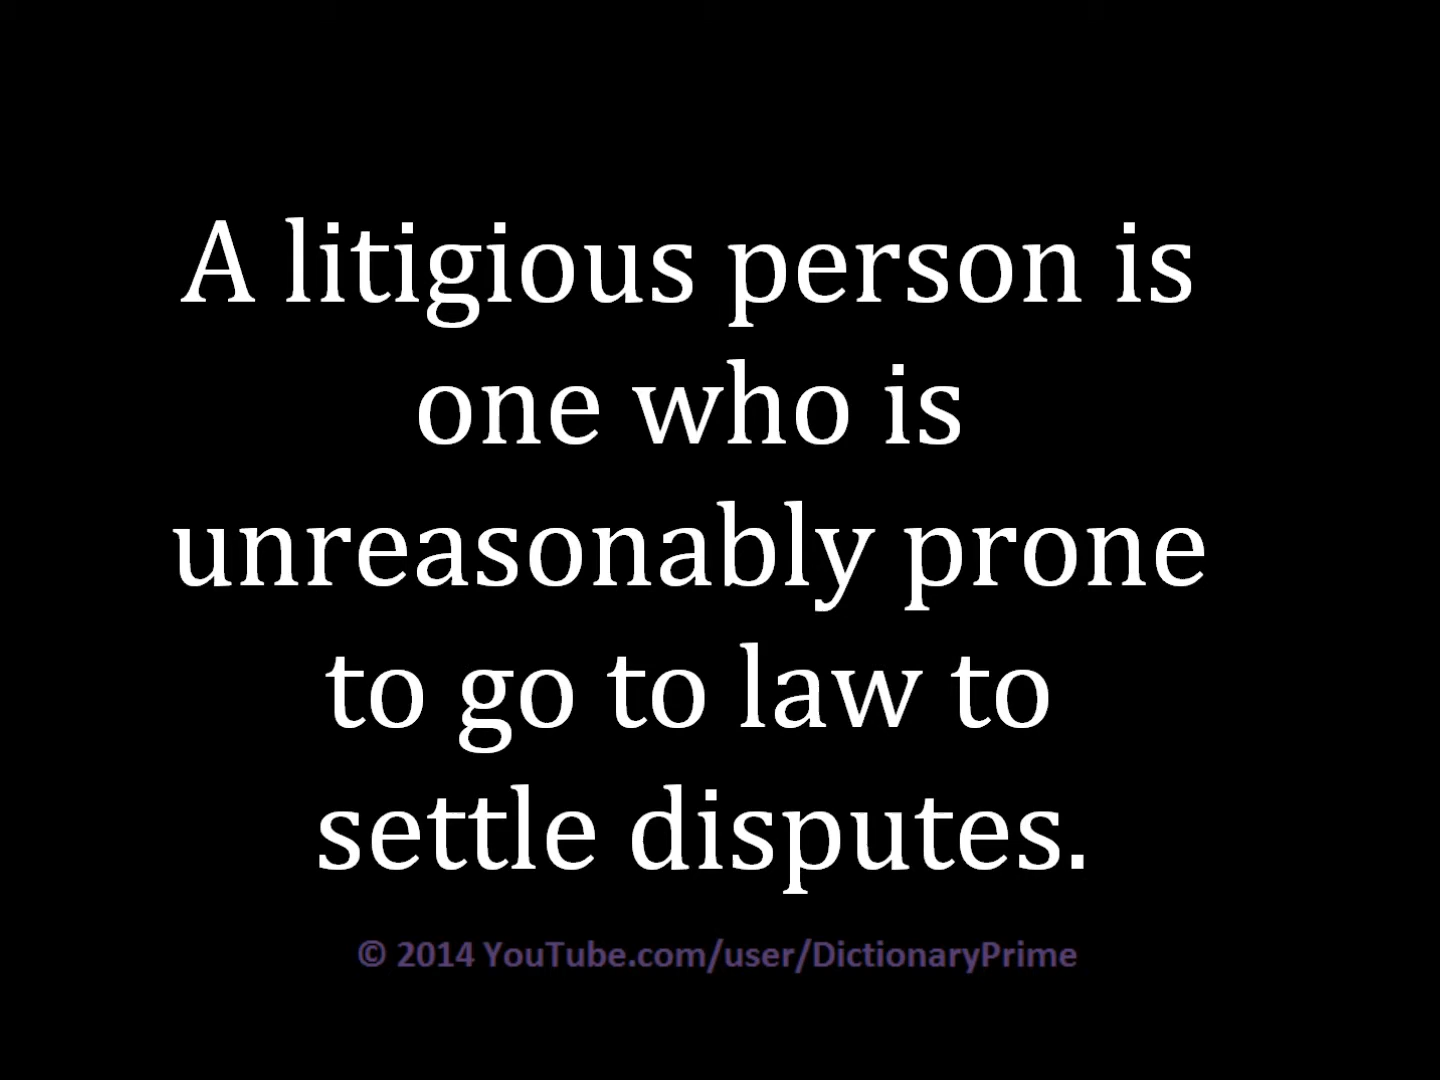 A litigious person is
one who is
unreasonably prone
to go to law to
settle disputes.
© 2014 YouTube.com/user/DictionaryPrime